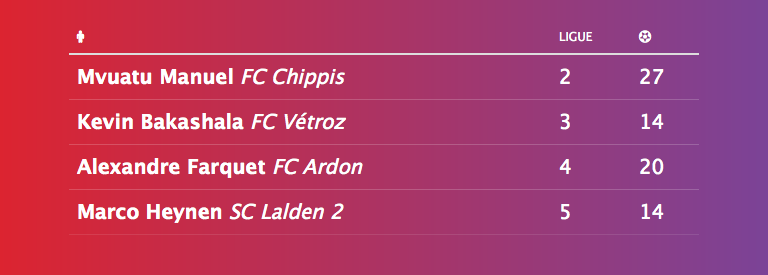 LIGUE
Mvuatu Manuel FC Chippis 2 27
Kevin Bakashala FC Vétroz 3 14
Alexandre Farquet FC Ardon 4 20
Marco Heynen SC Lalden 2 5 14